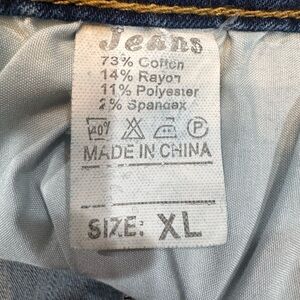 Jeans
73% Cotton
14% Rayon
11% Polyester
2% Spandex
40° P
MADE IN CHINA
SIZE: XL